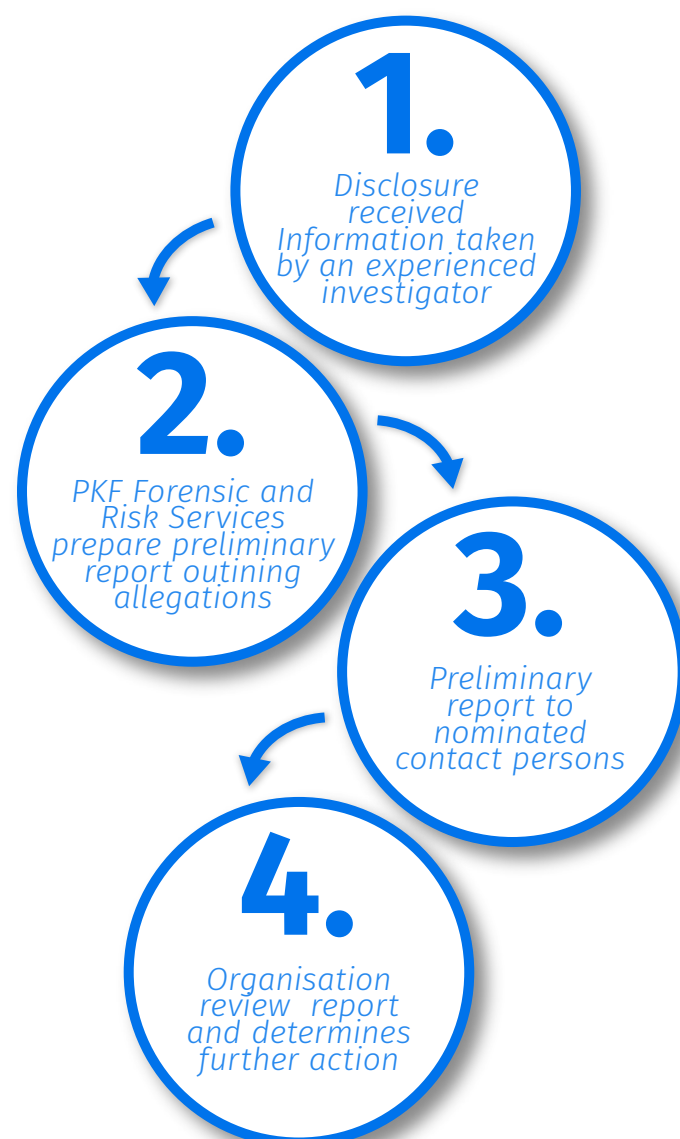 1.
Disclosure
received
Information taken
by an experienced
investigator
2.
PKF Forensic and
Risk Services
prepare preliminary
report outining
allegations
3.
Preliminary
report to
nominated
contact persons
4.
Organisation
review report
and determines
further action